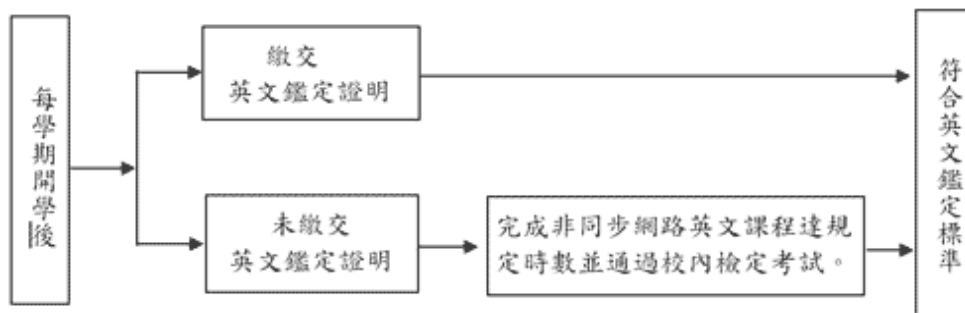 每學期開學後
繳交
英文鑑定證明
未繳交
英文鑑定證明
完成非同步網路英文課程達規
定時數並通過校內檢定考試。
符合英文鑑定標準